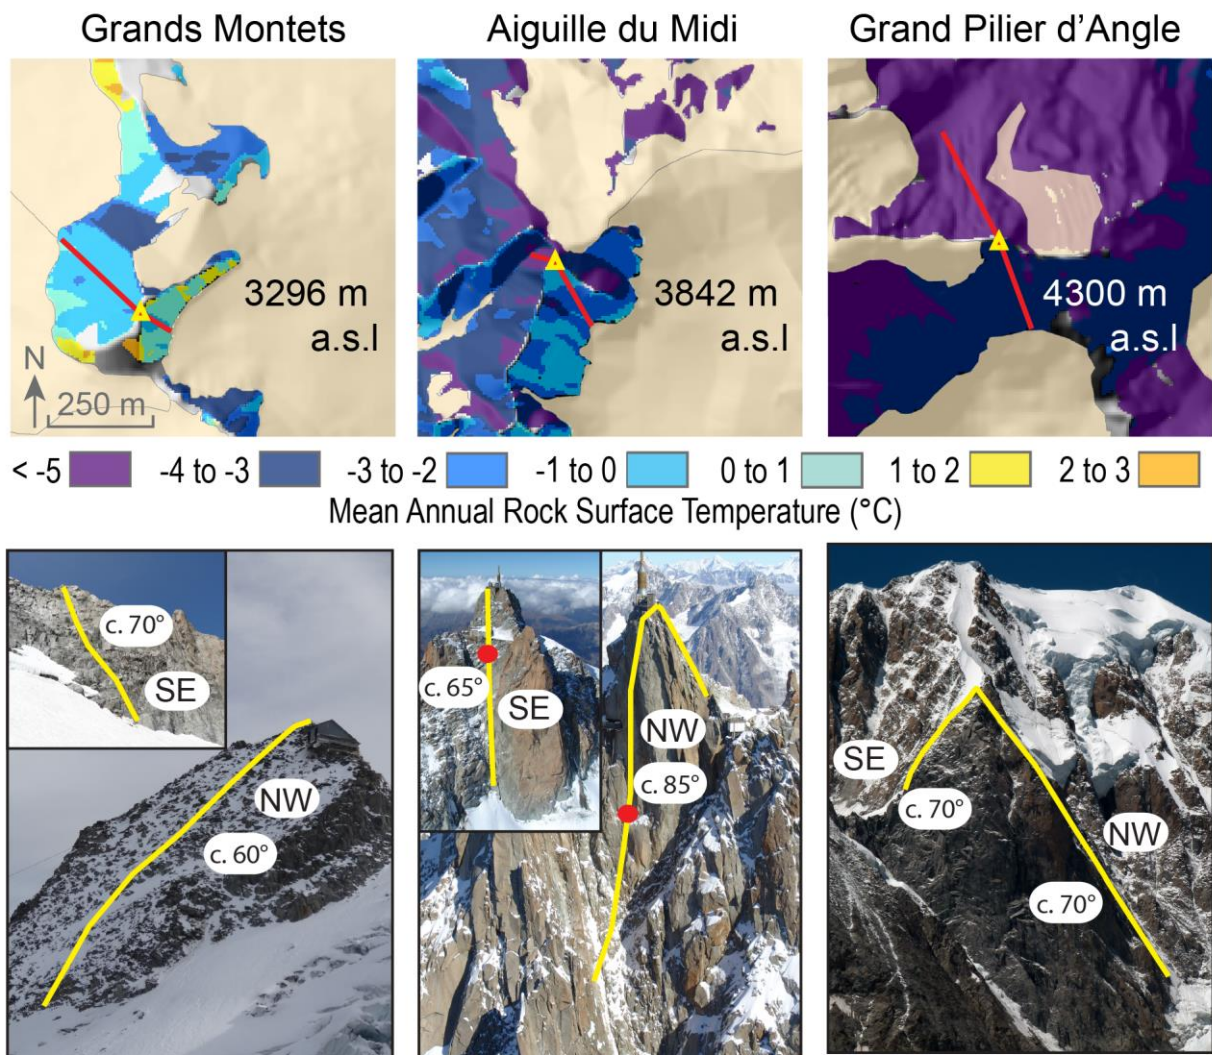 Grands Montets
Aiguille du Midi
Grand Pilier d'Angle
3296 m
a.s.l
N
250 m
3842 m
a.s.l
4300 m
a.s.l
< -5 -4 to -3 -3 to -2 -1 to 0 0 to 1 1 to 2 2 to 3
Mean Annual Rock Surface Temperature (°C)
c. 70°
SE
NW
c. 60°
c. 65°
SE
NW
c. 85°
SE
c. 70°
NW
c. 70°